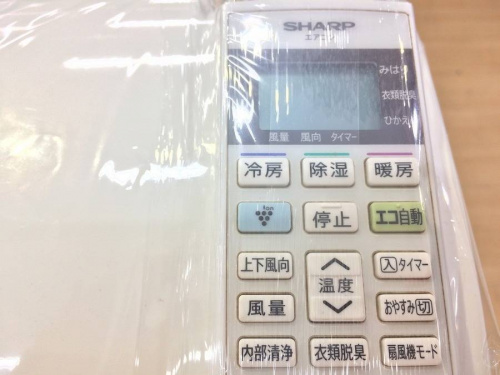 SHARP
エアコン
みはり
衣類脱臭
ひかえめ
風量 風向 タイマー
冷房 除湿 暖房
Ion 停止 エコ自動
上下風向 温度 入タイマー
風量 おやすみ切
内部清浄 衣類脱臭 扇風機モード